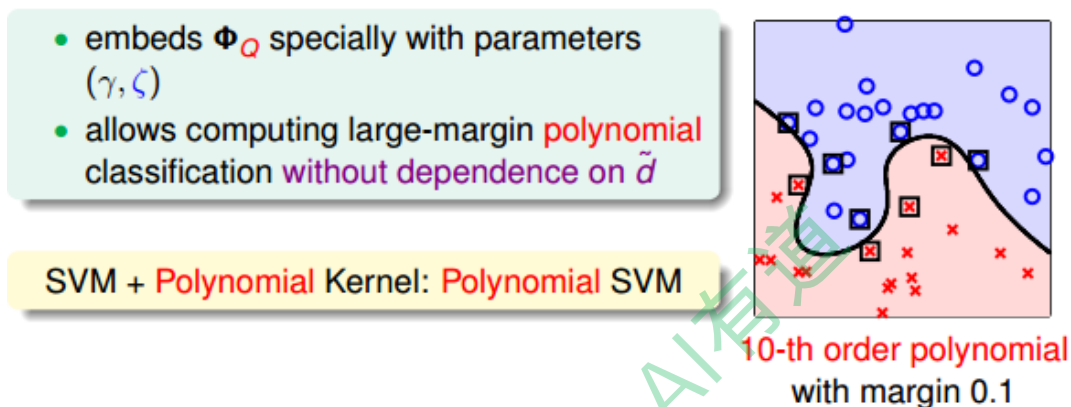 • embeds Φ_Q specially with parameters
(γ, ζ)
• allows computing large-margin polynomial
classification without dependence on d̃
SVM + Polynomial Kernel: Polynomial SVM
10-th order polynomial
with margin 0.1
AI有道